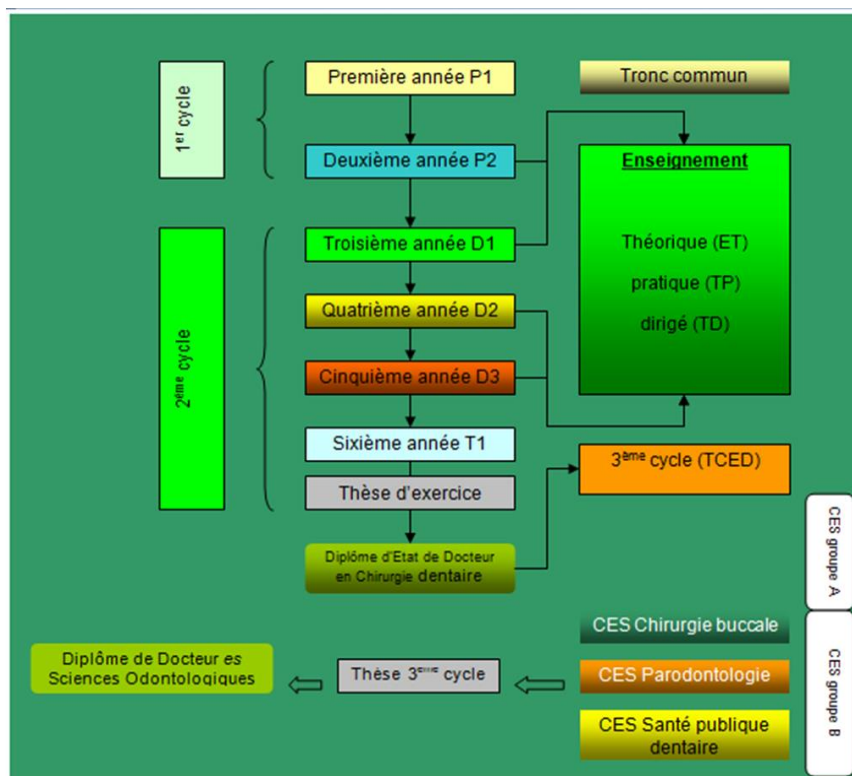 1er cycle
Première année P1
Tronc commun
Deuxième année P2
Enseignement
Théorique (ET)
pratique (TP)
dirigé (TD)
2ème cycle
Troisième année D1
Quatrième année D2
Cinquième année D3
Sixième année T1
Thèse d'exercice
3ème cycle (TCED)
Diplôme d'Etat de Docteur
en Chirurgie dentaire
CES groupe A
CES groupe B
CES Chirurgie buccale
CES Parodontologie
CES Santé publique
dentaire
Thèse 3ème cycle
Diplôme de Docteur es
Sciences Odontologiques